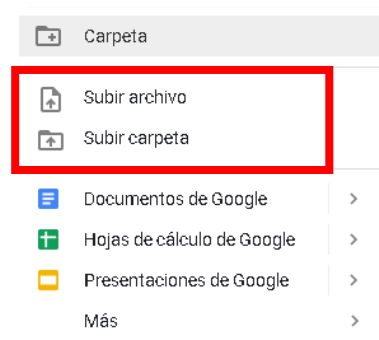 Carpeta
Subir archivo
Subir carpeta
Documentos de Google
Hojas de cálculo de Google
Presentaciones de Google
Más